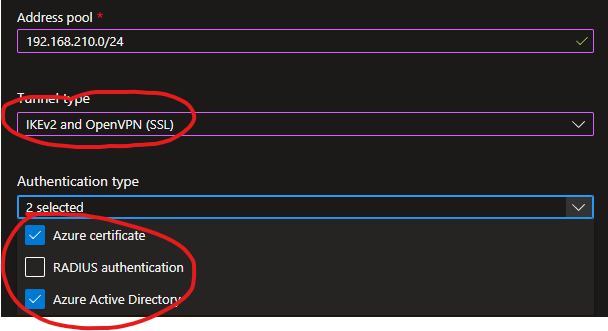 Address pool *
192.168.210.0/24
Tunnel type
IKEv2 and OpenVPN (SSL)
Authentication type
2 selected
Azure certificate
RADIUS authentication
Azure Active Directory